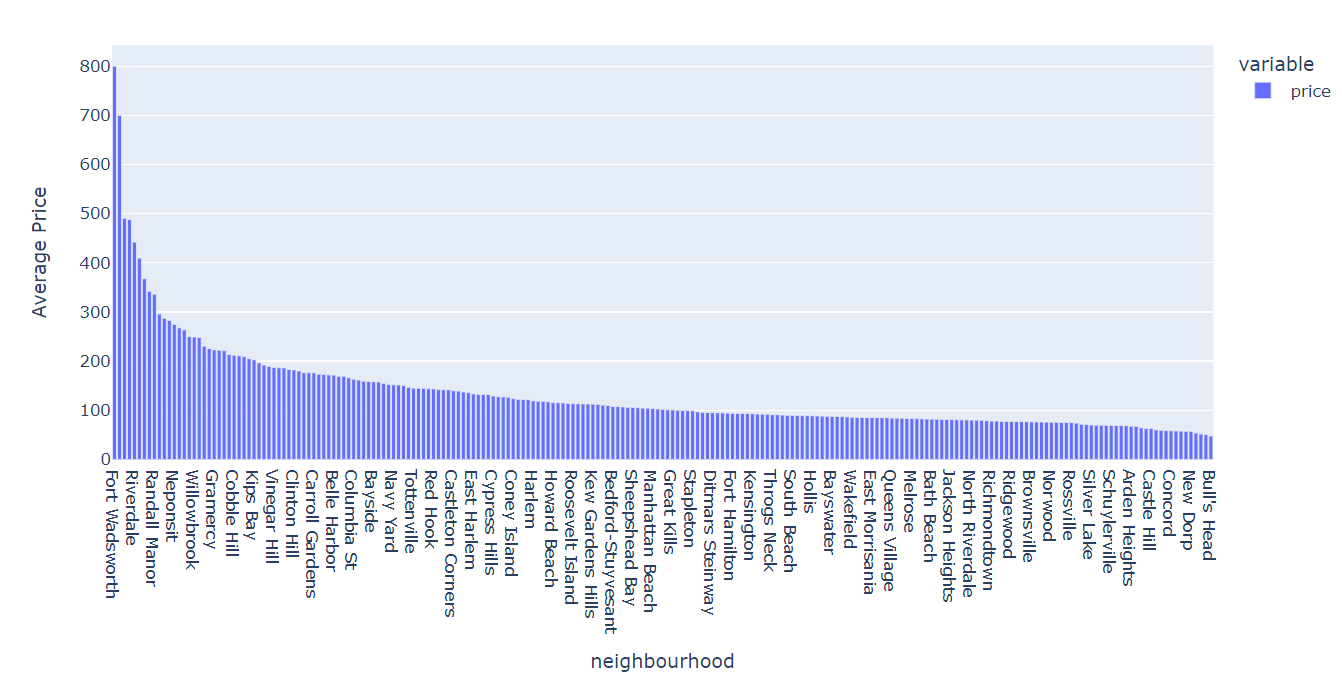 variable
price
800
700
600
500
400
300
200
100
0
Average Price
Fort Wadsworth
Riverdale
Randall Manor
Neponsit
Willowbrook
Gramercy
Cobble Hill
Kips Bay
Vinegar Hill
Clinton Hill
Carroll Gardens
Belle Harbor
Columbia St
Bayside
Navy Yard
Tottenville
Red Hook
Castleton Corners
East Harlem
Cypress Hills
Coney Island
Harlem
Howard Beach
Roosevelt Island
Kew Gardens Hills
Bedford-Stuyvesant
Sheepshead Bay
Manhattan Beach
Great Kills
Stapleton
Ditmars Steinway
Fort Hamilton
Kensington
Throgs Neck
South Beach
Hollis
Bayswater
Wakefield
East Morrisania
Queens Village
Melrose
Bath Beach
Jackson Heights
North Riverdale
Richmondtown
Ridgewood
Brownsville
Norwood
Rossville
Silver Lake
Schuylerville
Arden Heights
Castle Hill
Concord
New Dorp
Bull's Head
neighbourhood